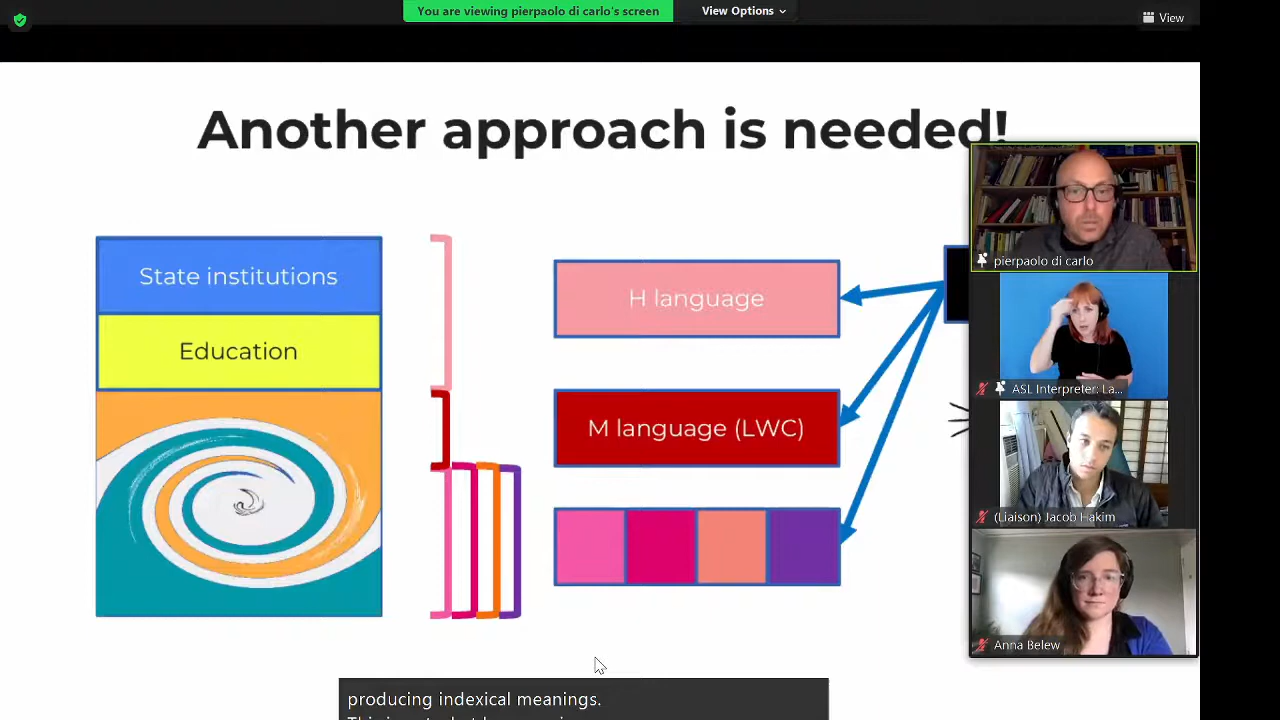 You are viewing pierpaolo di carlo's screen
View Options
View
Another approach is needed!
State institutions
Education
H language
M language (LWC)
pierpaolo di carlo
ASL Interpreter: La...
(Liaison) Jacob Hakim
Anna Belew
producing indexical meanings.